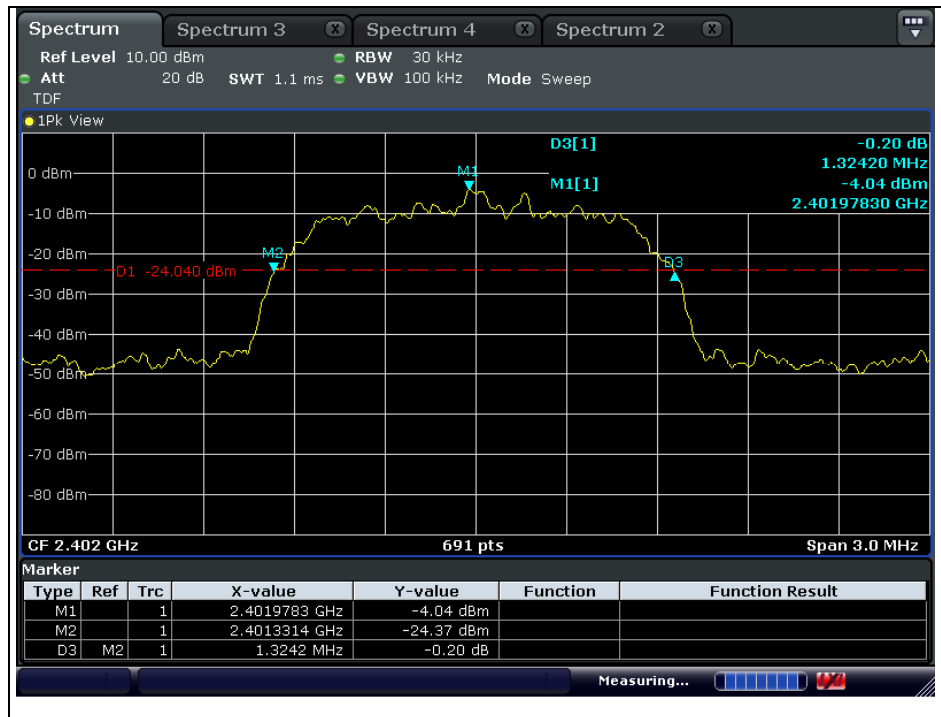 Spectrum Spectrum 3 Spectrum 4 Spectrum 2
Ref Level 10.00 dBm RBW 30 kHz
Att 20 dB SWT 1.1 ms VBW 100 kHz Mode Sweep
TDF
1Pk View
D3[1] -0.20 dB
1.32420 MHz
M1[1] -4.04 dBm
2.40197830 GHz
0 dBm
M1
-10 dBm
-20 dBm
M2
D3
D1 -24.040 dBm
-30 dBm
-40 dBm
-50 dBm
-60 dBm
-70 dBm
-80 dBm
CF 2.402 GHz 691 pts Span 3.0 MHz
Marker
Type Ref Trc X-value Y-value Function Function Result
M1 1 2.4019783 GHz -4.04 dBm
M2 1 2.4013314 GHz -24.37 dBm
D3 M2 1 1.3242 MHz -0.20 dB
Measuring...